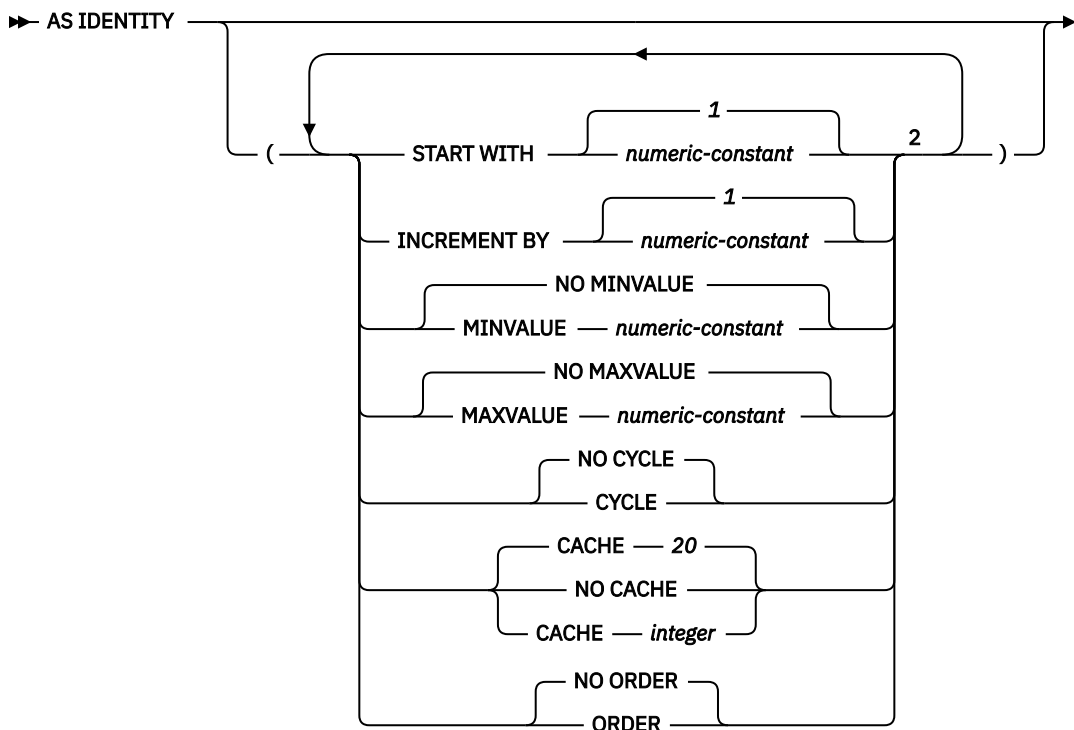 AS IDENTITY
1
2
( START WITH numeric-constant )
1
INCREMENT BY numeric-constant
NO MINVALUE
MINVALUE numeric-constant
NO MAXVALUE
MAXVALUE numeric-constant
NO CYCLE
CYCLE
CACHE 20
NO CACHE
CACHE integer
NO ORDER
ORDER